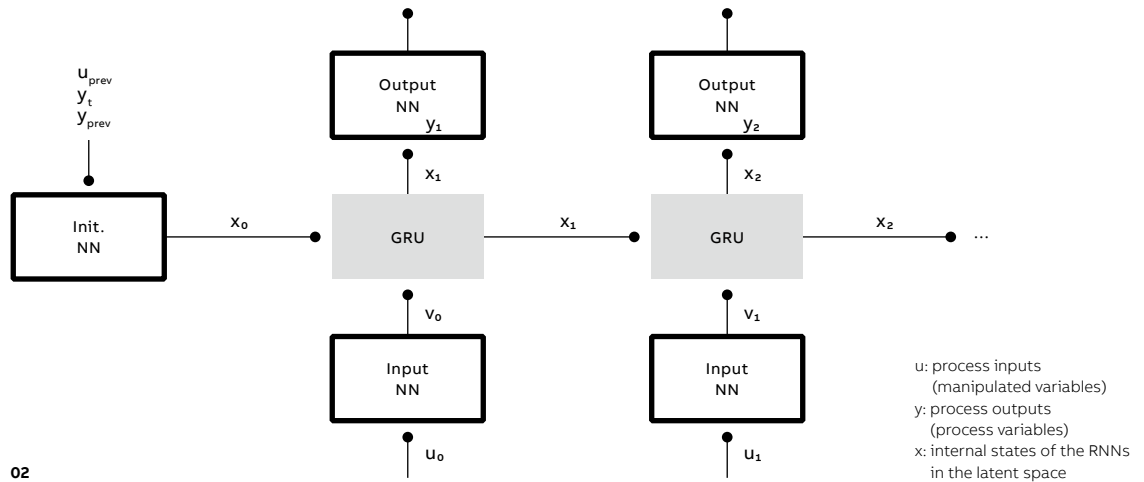 u_prev
y_t
y_prev
Output
NN
y₁
Output
NN
y₂
x₁
x₂
Init.
NN
x₀
GRU
x₁
GRU
x₂
...
v₀
v₁
Input
NN
Input
NN
u₀
u₁
u: process inputs
(manipulated variables)
y: process outputs
(process variables)
x: internal states of the RNNs
in the latent space
02